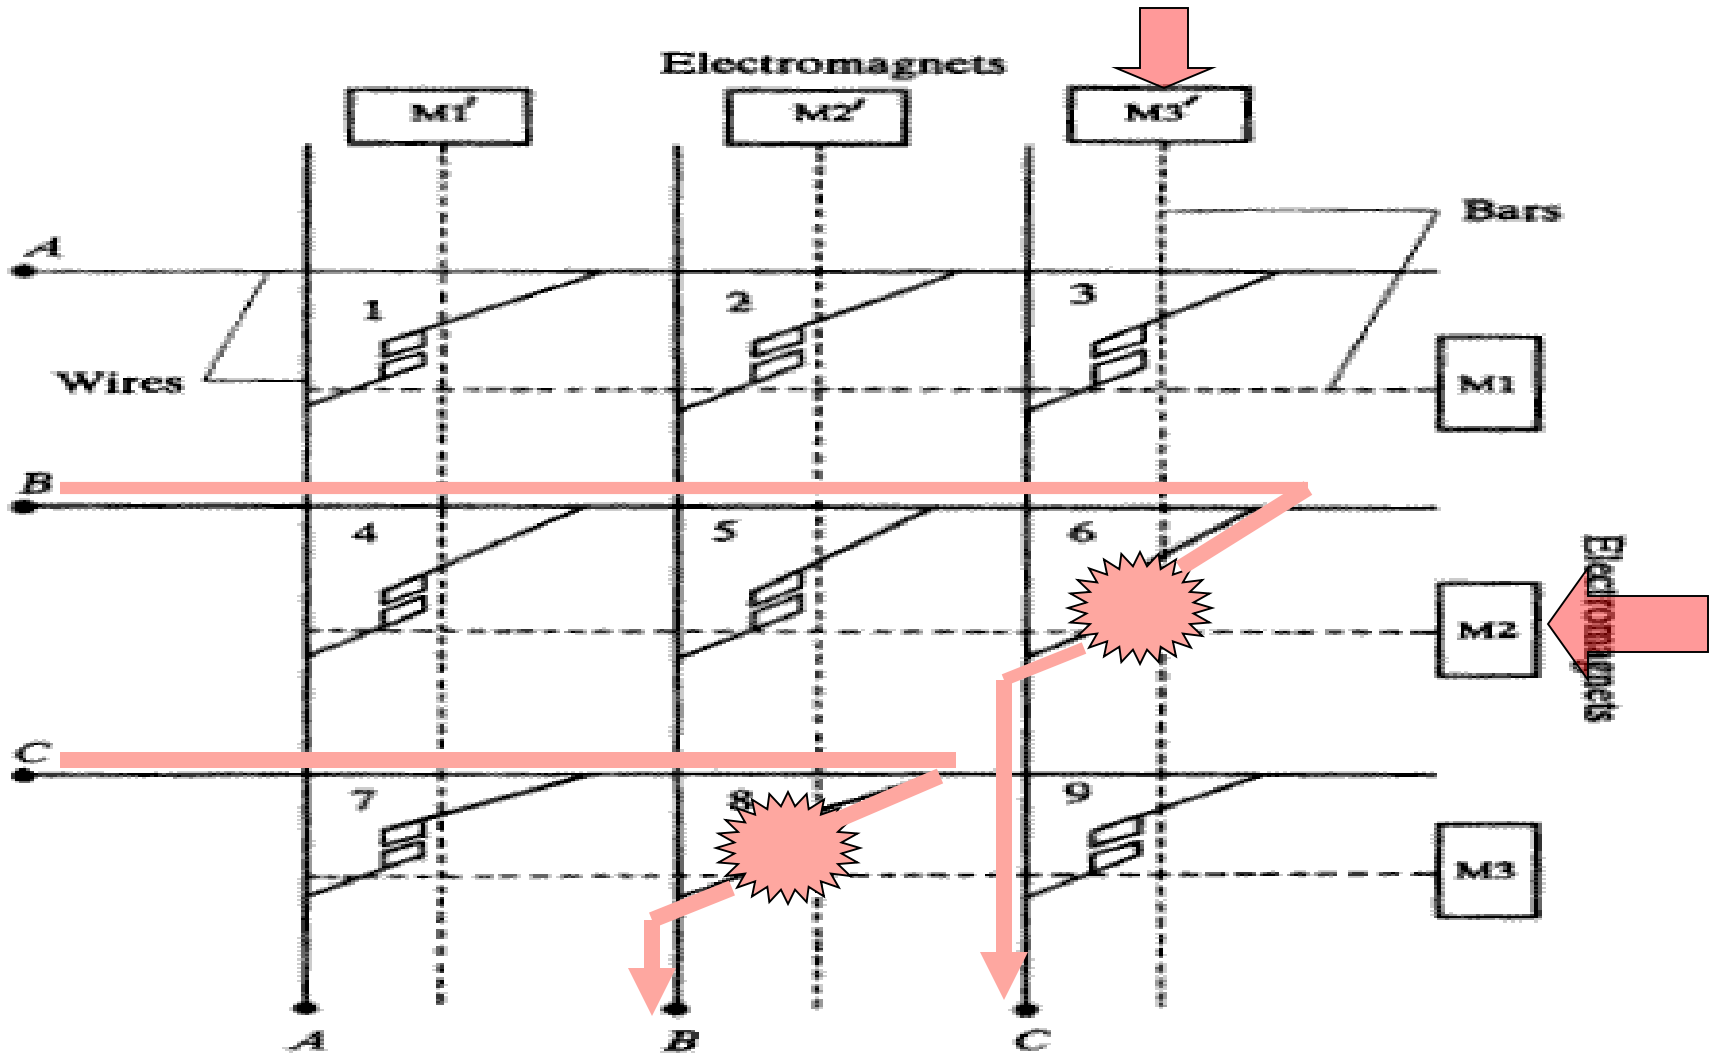 Electromagnets
M1′
M2′
M3′
Bars
A
1
2
3
Wires
M1
B
4
5
6
Electromagnets
M2
C
7
8
9
M3
A
B
C